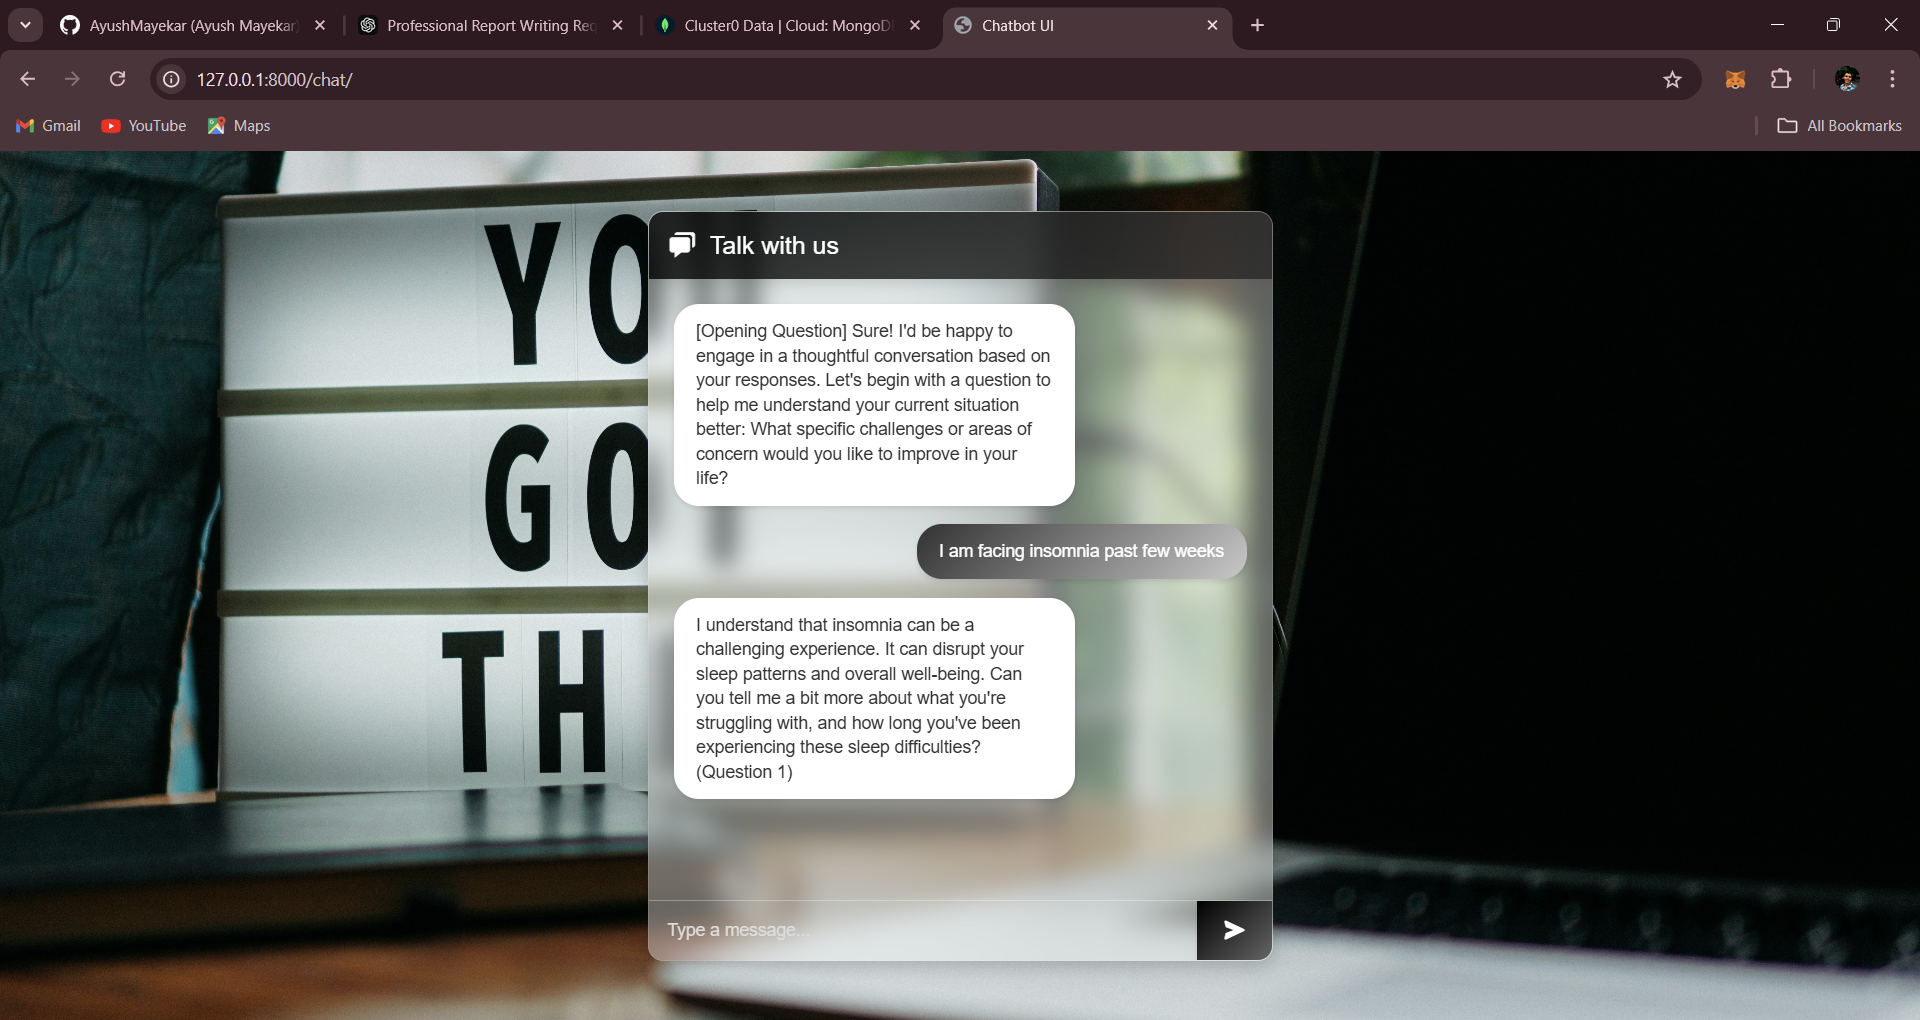 AyushMayekar (Ayush Mayekar
Professional Report Writing Req
Cluster0 Data | Cloud: MongoD
Chatbot UI
127.0.0.1:8000/chat/
Gmail
YouTube
Maps
All Bookmarks
YO
GO
TH
Talk with us
[Opening Question] Sure! I'd be happy to
engage in a thoughtful conversation based on
your responses. Let's begin with a question to
help me understand your current situation
better: What specific challenges or areas of
concern would you like to improve in your
life?
I am facing insomnia past few weeks
I understand that insomnia can be a
challenging experience. It can disrupt your
sleep patterns and overall well-being. Can
you tell me a bit more about what you're
struggling with, and how long you've been
experiencing these sleep difficulties?
(Question 1)
Type a message...